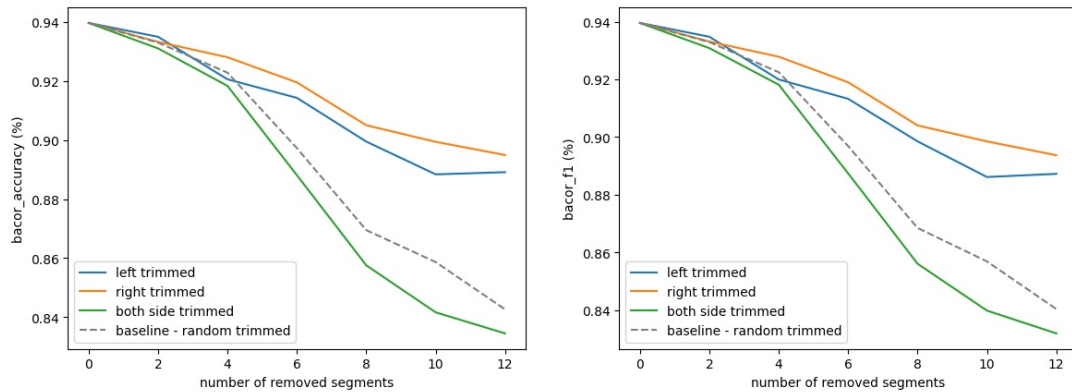 0.94
0.92
0.90
0.88
0.86
0.84
bacor_accuracy (%)
left trimmed
right trimmed
both side trimmed
baseline - random trimmed
0 2 4 6 8 10 12
number of removed segments
0.94
0.92
0.90
0.88
0.86
0.84
bacor_f1 (%)
left trimmed
right trimmed
both side trimmed
baseline - random trimmed
0 2 4 6 8 10 12
number of removed segments